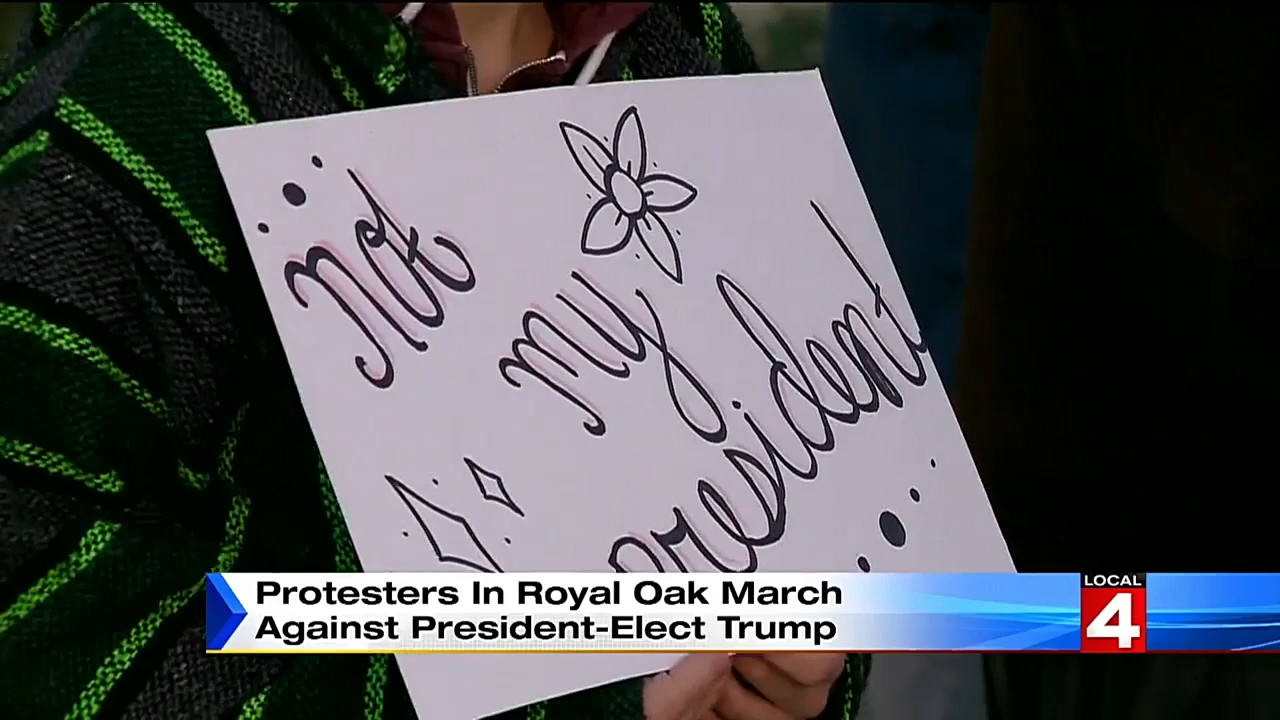 Not
my
president
Protesters In Royal Oak March
Against President-Elect Trump
LOCAL
4